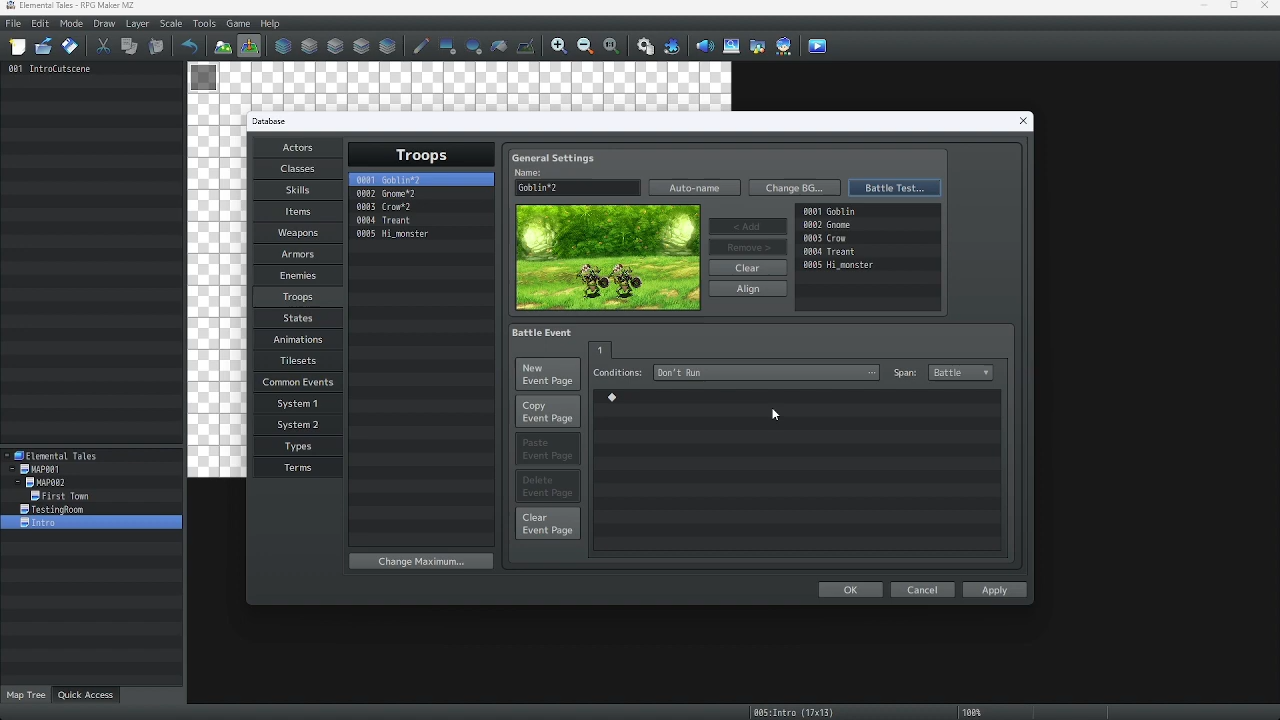 Elemental Tales - RPG Maker MZ
File Edit Mode Draw Layer Scale Tools Game Help
001 IntroCutscene
Database
Actors
Classes
Skills
Items
Weapons
Armors
Enemies
Troops
States
Animations
Tilesets
Common Events
System 1
System 2
Types
Terms
Troops
0001 Goblin*2
0002 Gnome*2
0003 Crow*2
0004 Treant
0005 Hi_monster
Change Maximum...
General Settings
Name:
Goblin*2 Auto-name Change BG... Battle Test...
< Add
Remove >
Clear
Align
0001 Goblin
0002 Gnome
0003 Crow
0004 Treant
0005 Hi_monster
Battle Event
1
New
Event Page
Copy
Event Page
Paste
Event Page
Delete
Event Page
Clear
Event Page
Conditions: Don't Run ... Span: Battle
OK Cancel Apply
Elemental Tales
MAP001
MAP002
First Town
TestingRoom
Intro
Map Tree Quick Access
005:Intro (17x13) 100%